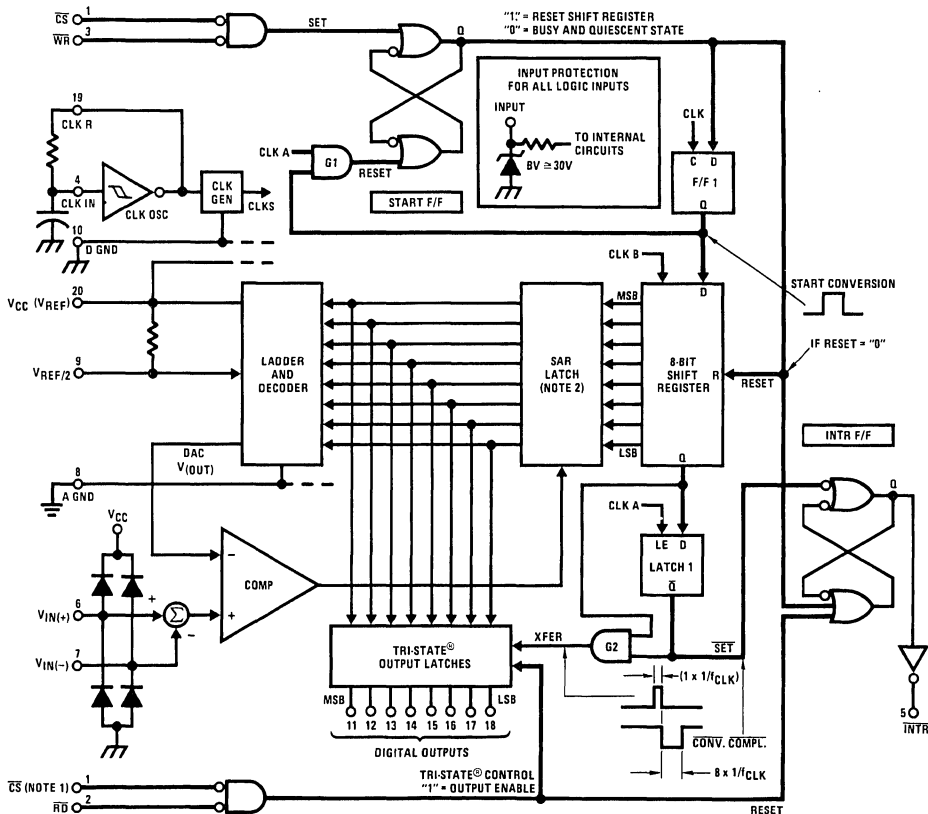 CS 1
WR 3
SET
Q
"1" = RESET SHIFT REGISTER
"0" = BUSY AND QUIESCENT STATE
INPUT PROTECTION
FOR ALL LOGIC INPUTS
INPUT
TO INTERNAL
CIRCUITS
BV ≅ 30V
CLK
C D
F/F 1
Q
19
CLK R
4
CLK IN
CLK OSC
CLK
GEN
CLKS
10
D GND
CLK A
G1
RESET
START F/F
CLK B
D
START CONVERSION
IF RESET = "0"
20
VCC (VREF)
9
VREF/2
LADDER
AND
DECODER
SAR
LATCH
(NOTE 2)
MSB
LSB
8-BIT
SHIFT
REGISTER
R
RESET
Q
INTR F/F
DAC
V(OUT)
8
A GND
VCC
COMP
-
+
6
VIN(+)
7
VIN(-)
+
Σ
-
CLK A
LE D
LATCH 1
Q̅
Q
XFER
G2
S̅E̅T̅
TRI-STATE®
OUTPUT LATCHES
MSB
LSB
11 12 13 14 15 16 17 18
DIGITAL OUTPUTS
(1 x 1/fCLK)
C̅O̅N̅V̅.̅ C̅O̅M̅P̅L̅.̅
8 x 1/fCLK
5
I̅N̅T̅R̅
C̅S̅ (NOTE 1) 1
R̅D̅ 2
TRI-STATE® CONTROL
"1" = OUTPUT ENABLE
RESET